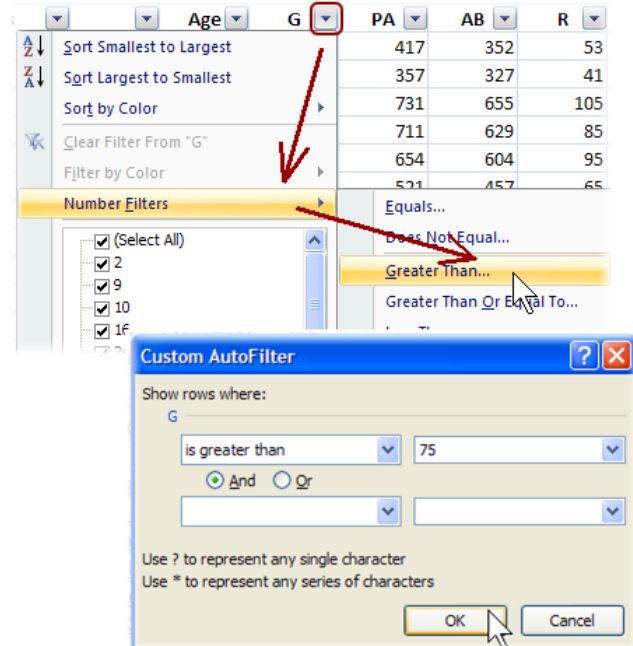 Age G PA AB R
Sort Smallest to Largest
Sort Largest to Smallest
Sort by Color
Clear Filter From "G"
Filter by Color
Number Filters
(Select All)
2
9
10
16
417 352 53
357 327 41
731 655 105
711 629 85
654 604 95
521 457 65
Equals...
Does Not Equal...
Greater Than...
Greater Than Or Equal To...
Custom AutoFilter
Show rows where:
G
is greater than 75
And Or
Use ? to represent any single character
Use * to represent any series of characters
OK Cancel